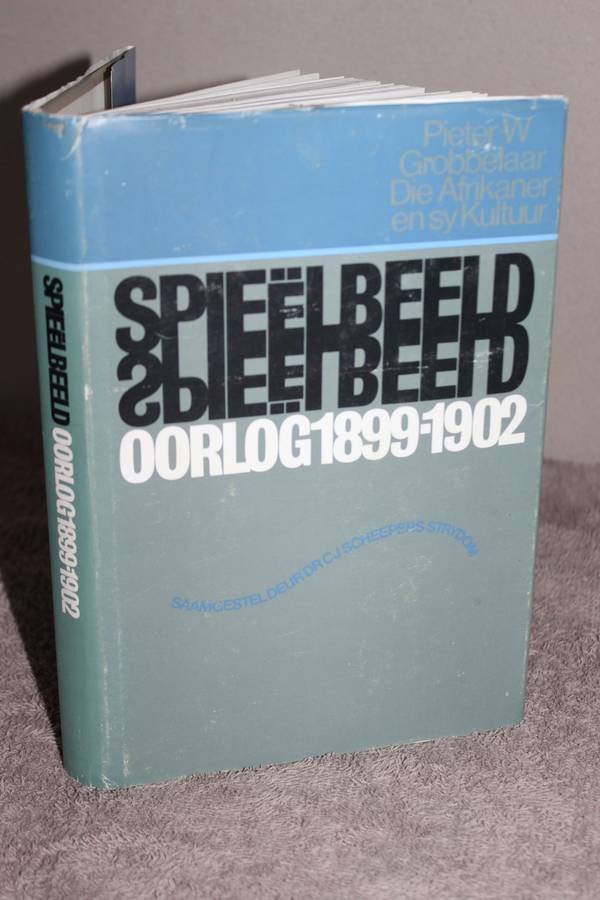 Pieter W
Grobbelaar
Die Afrikaner
en sy Kultuur
SPIEËLBEELD
OORLOG 1899-1902
SAAMGESTEL DEUR DR CJ SCHEEPERS STRYDOM
SPIEËLBEELD OORLOG 1899-1902